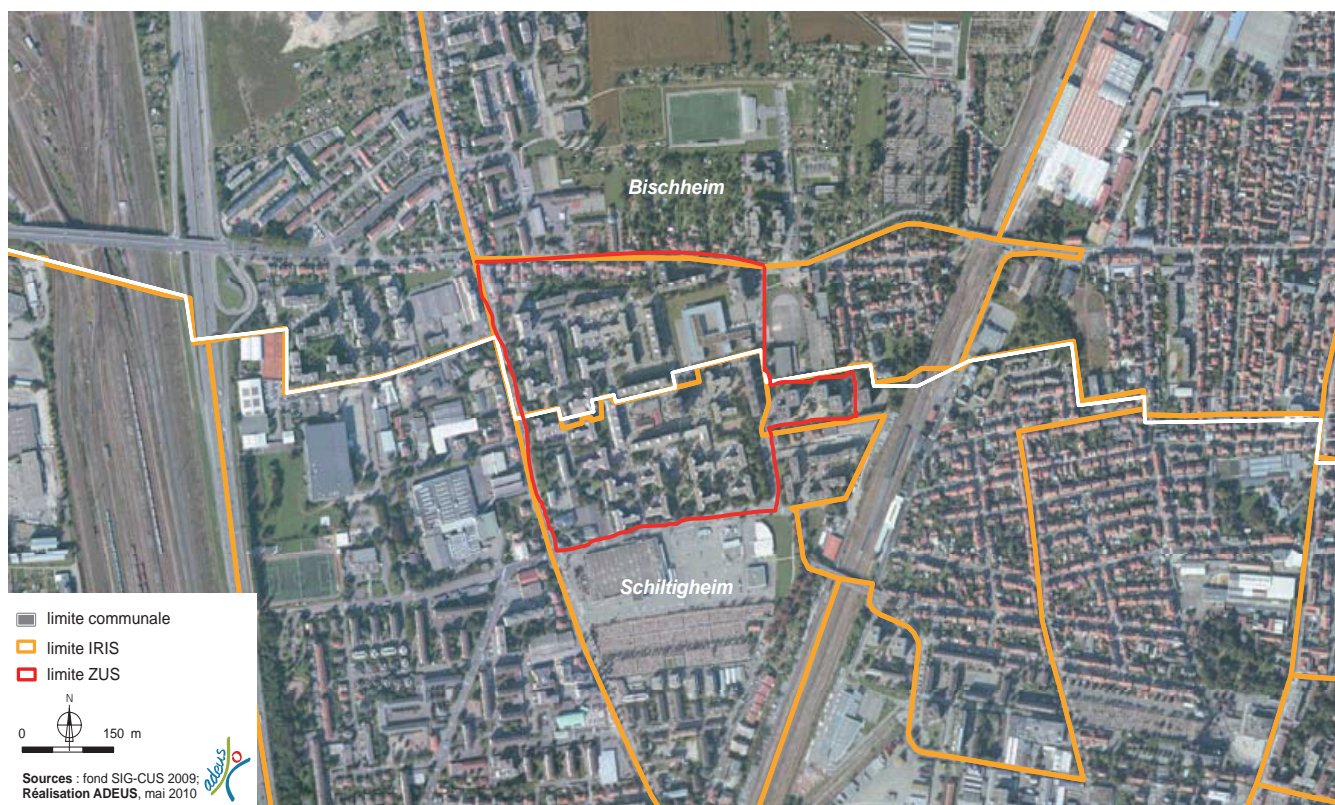 Bischheim
Schiltigheim
limite communale
limite IRIS
limite ZUS
N
0 150 m
Sources : fond SIG-CUS 2009;
Réalisation ADEUS, mai 2010
adeus